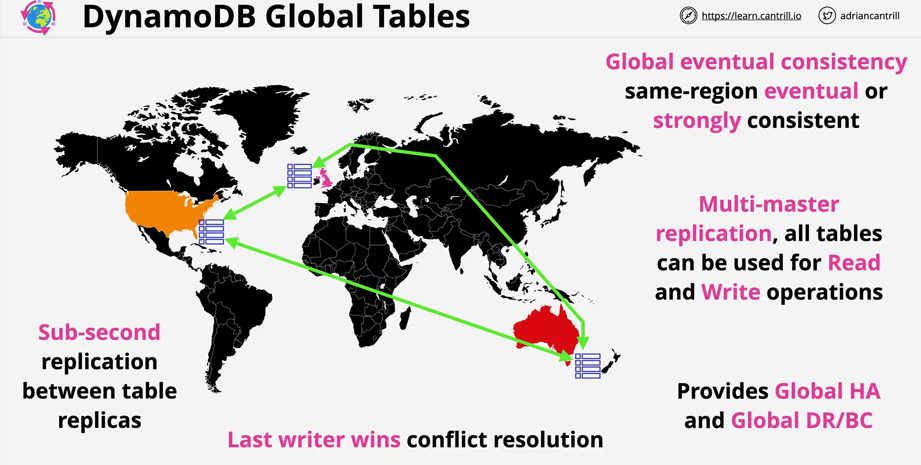 DynamoDB Global Tables
https://learn.cantrill.io
adriancantrill
Global eventual consistency
same-region eventual or
strongly consistent
Multi-master
replication, all tables
can be used for Read
and Write operations
Sub-second
replication
between table
replicas
Provides Global HA
and Global DR/BC
Last writer wins conflict resolution